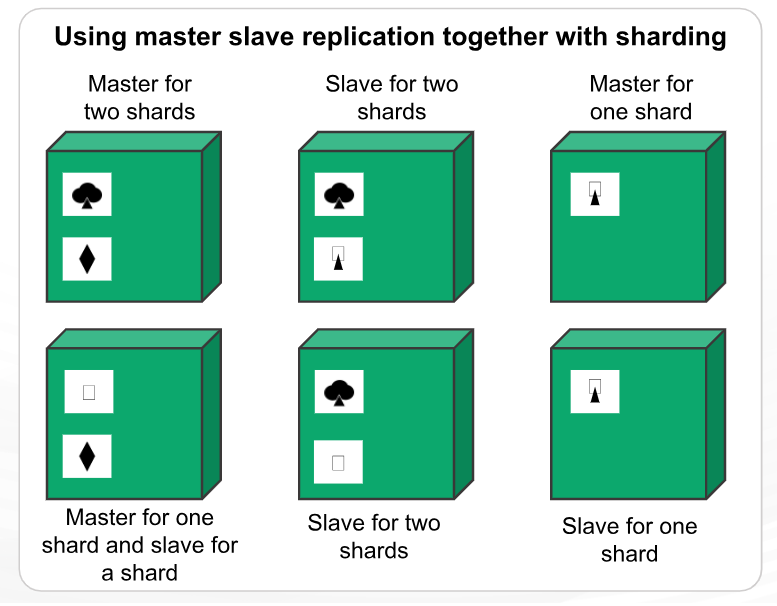 Using master slave replication together with sharding
Master for
two shards
Slave for two
shards
Master for
one shard
Master for one
shard and slave for
a shard
Slave for two
shards
Slave for one
shard